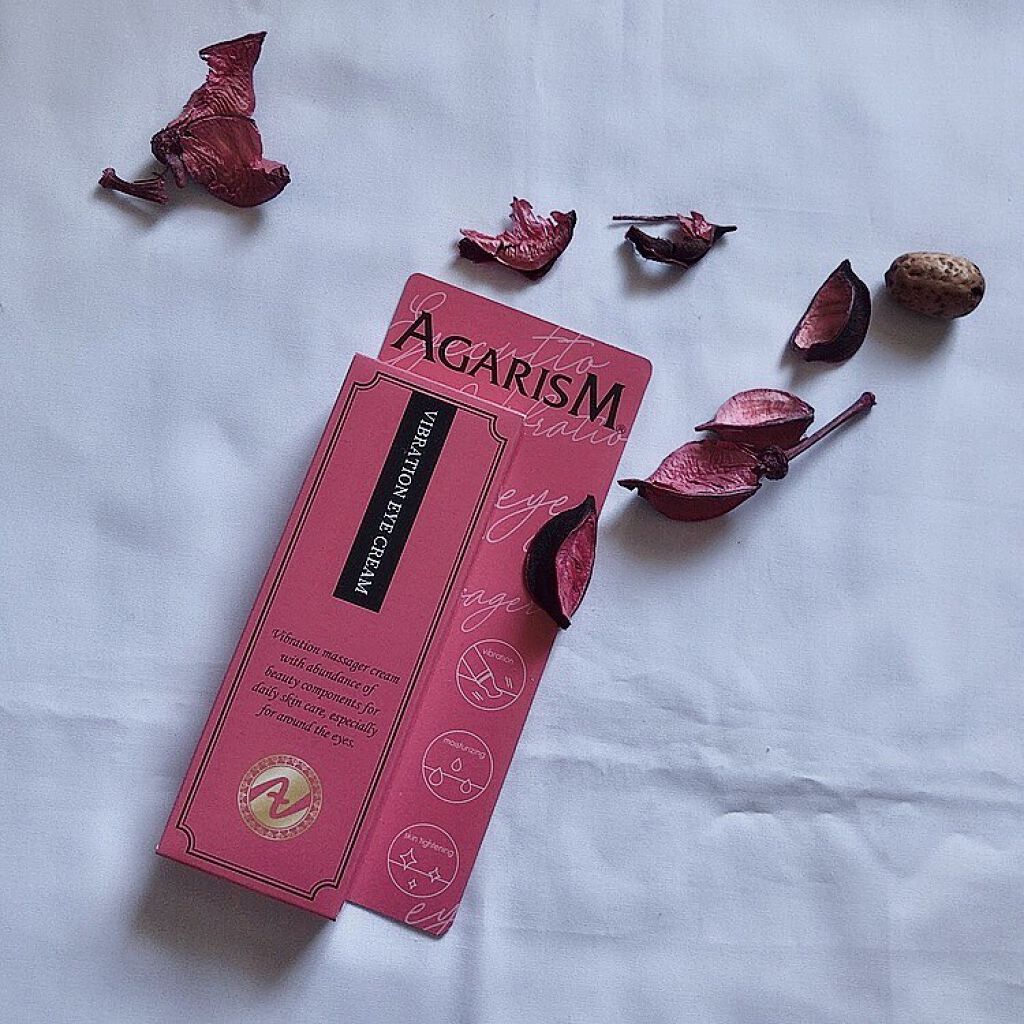 AGARISM®
VIBRATION EYE CREAM
Vibration massager cream
with abundance of
beauty components for
daily skin care, especially
for around the eyes.
eye
vibration
moisturizing
skin tightening